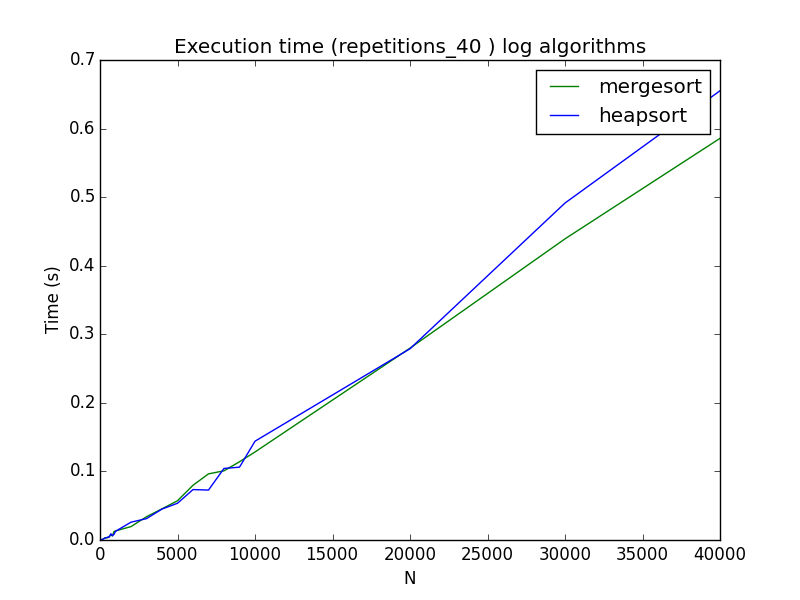 Execution time (repetitions_40 ) log algorithms
mergesort
heapsort
Time (s)
0.7
0.6
0.5
0.4
0.3
0.2
0.1
0.0
0 5000 10000 15000 20000 25000 30000 35000 40000
N